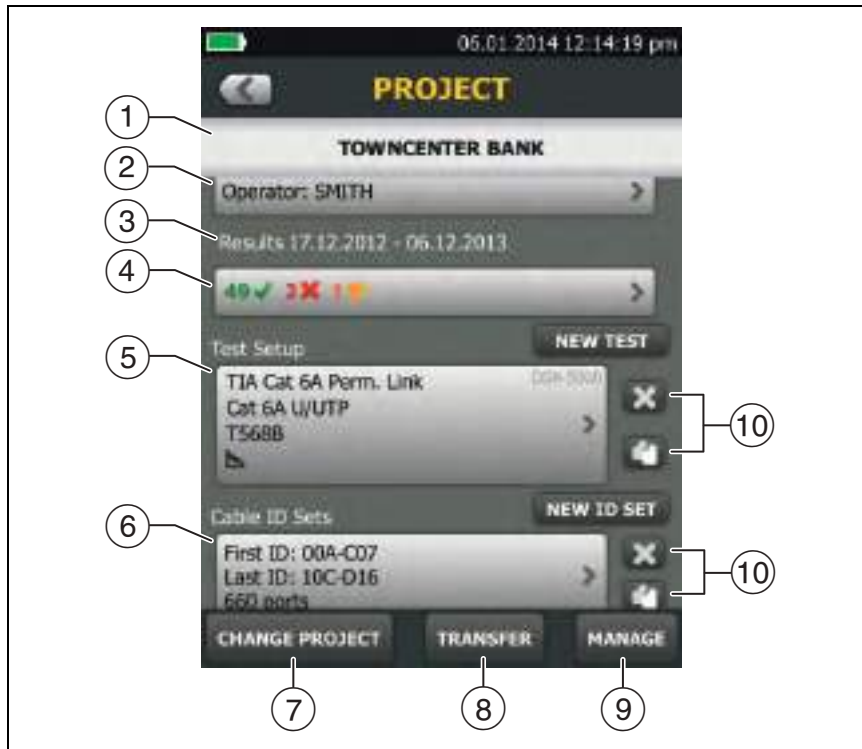 06.01.2014 12:14:19 pm
PROJECT
1
TOWNCENTER BANK
2
Operator: SMITH
3
Results 17.12.2012 - 06.12.2013
4
49 3 1
5
Test Setup
NEW TEST
TIA Cat 6A Perm. Link
Cat 6A U/UTP
T568B
10
6
Cable ID Sets
NEW ID SET
First ID: 00A-C07
Last ID: 10C-D16
660 ports
10
CHANGE PROJECT
TRANSFER
MANAGE
7
8
9